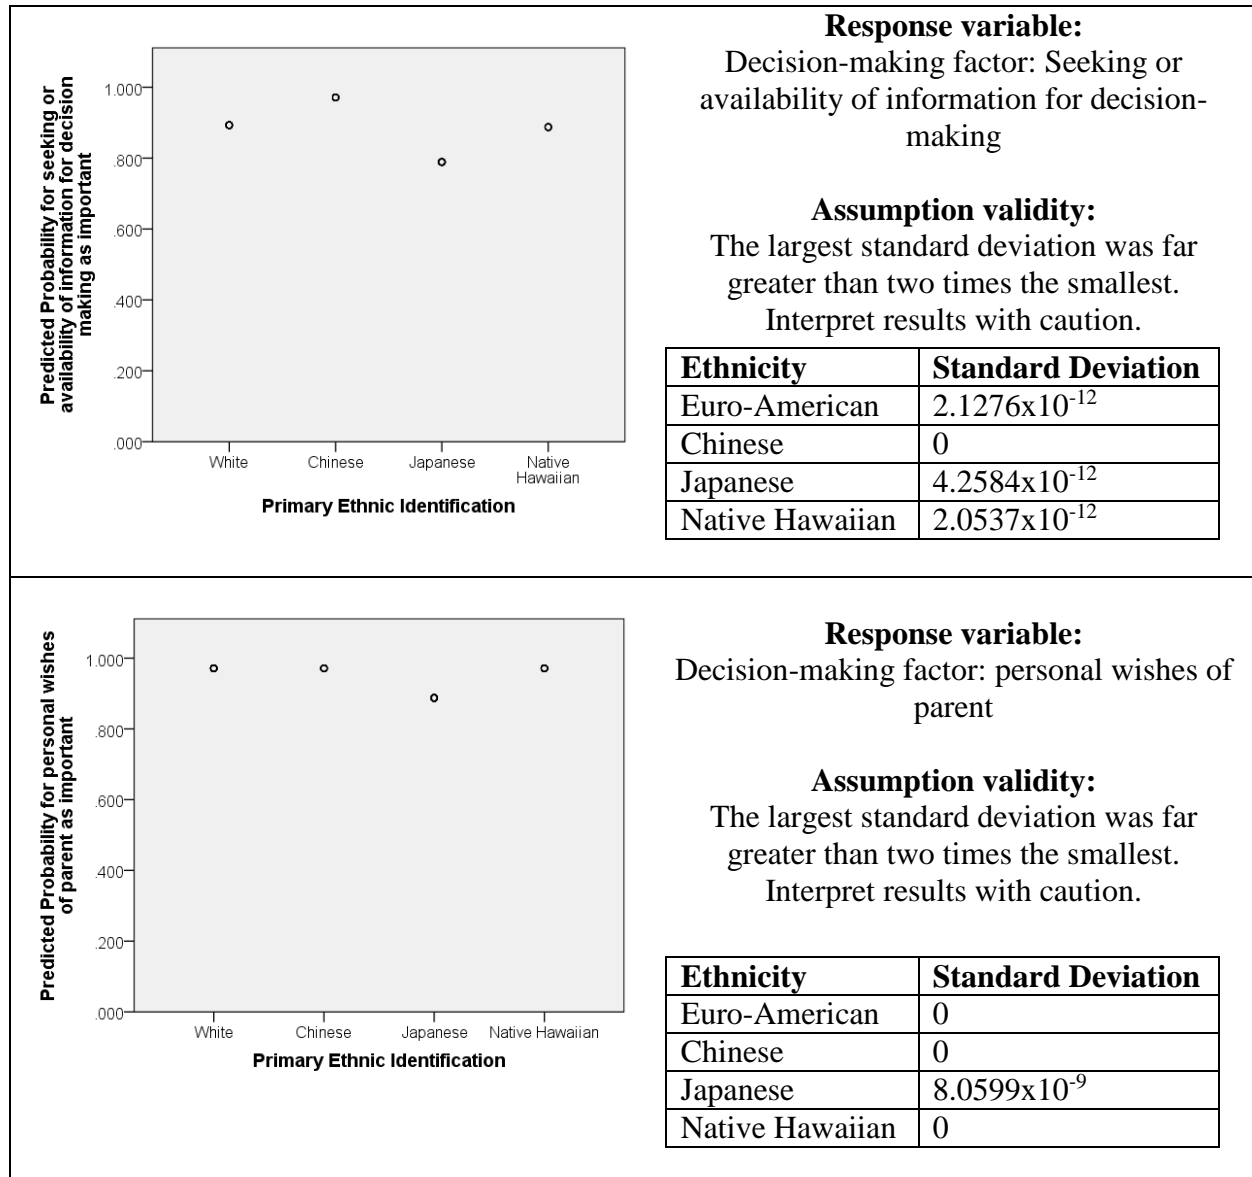 Predicted Probability for seeking or
availability of information for decision
making as important
1.000
.800
.600
.400
.200
.000
White
Chinese
Japanese
Native
Hawaiian
Primary Ethnic Identification
Response variable:
Decision-making factor: Seeking or
availability of information for decision-
making
Assumption validity:
The largest standard deviation was far
greater than two times the smallest.
Interpret results with caution.
Ethnicity Standard Deviation
Euro-American 2.1276x10⁻¹²
Chinese 0
Japanese 4.2584x10⁻¹²
Native Hawaiian 2.0537x10⁻¹²
Predicted Probability for personal wishes
of parent as important
1.000
.800
.600
.400
.200
.000
White
Chinese
Japanese
Native Hawaiian
Primary Ethnic Identification
Response variable:
Decision-making factor: personal wishes of
parent
Assumption validity:
The largest standard deviation was far
greater than two times the smallest.
Interpret results with caution.
Ethnicity Standard Deviation
Euro-American 0
Chinese 0
Japanese 8.0599x10⁻⁹
Native Hawaiian 0